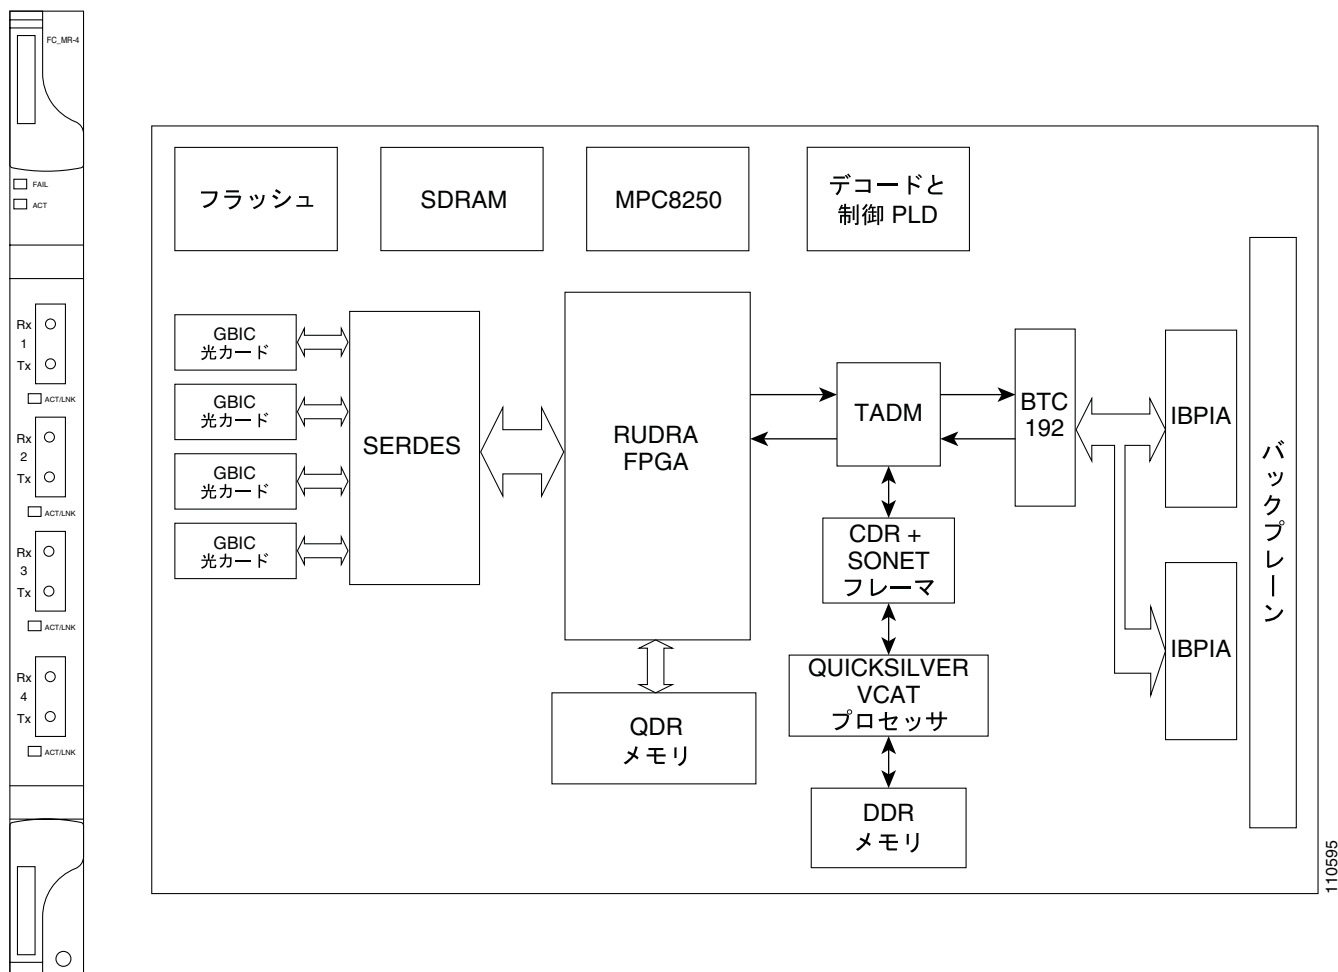 FC_MR-4
FAIL
ACT
Rx
1
Tx
ACT/LNK
Rx
2
Tx
ACT/LNK
Rx
3
Tx
ACT/LNK
Rx
4
Tx
ACT/LNK
フラッシュ
SDRAM
MPC8250
デコードと
制御 PLD
GBIC
光カード
GBIC
光カード
GBIC
光カード
GBIC
光カード
SERDES
RUDRA
FPGA
QDR
メモリ
TADM
CDR +
SONET
フレーマ
QUICKSILVER
VCAT
プロセッサ
DDR
メモリ
BTC
192
IBPIA
IBPIA
バックプレーン
110595